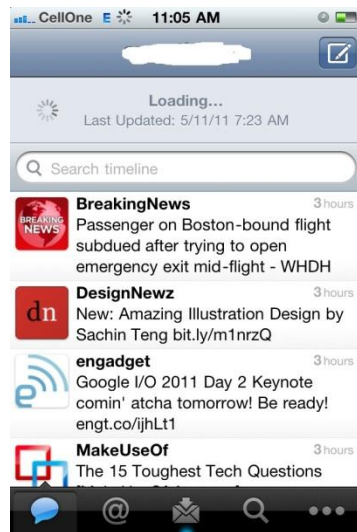 CellOne E 11:05 AM
Loading...
Last Updated: 5/11/11 7:23 AM
Search timeline
BreakingNews 3 hours
BREAKING
NEWS
Passenger on Boston-bound flight
subdued after trying to open
emergency exit mid-flight - WHDH
DesignNewz 3 hours
dn
New: Amazing Illustration Design by
Sachin Teng bit.ly/m1nrzQ
engadget 3 hours
e
Google I/O 2011 Day 2 Keynote
comin' atcha tomorrow! Be ready!
engt.co/ijhLt1
MakeUseOf 3 hours
The 15 Toughest Tech Questions
@